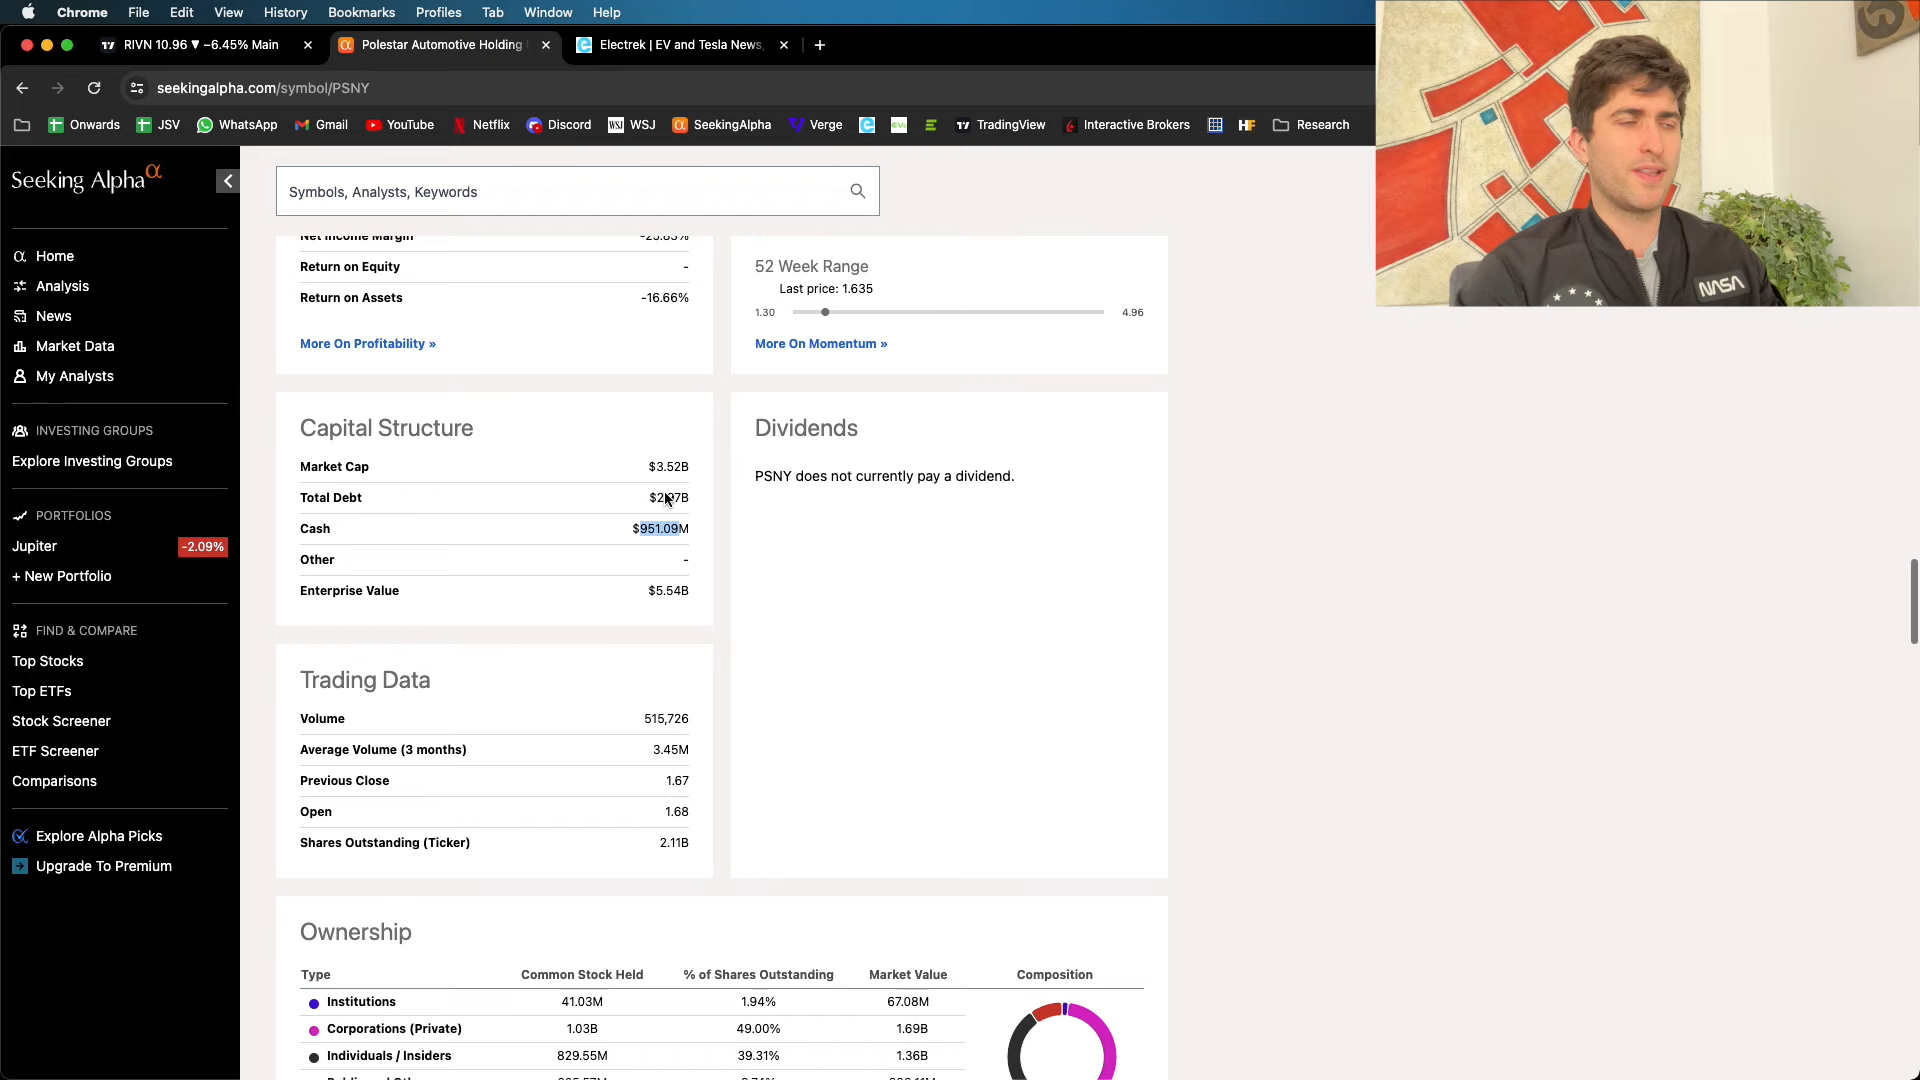 Chrome File Edit View History Bookmarks Profiles Tab Window Help
RIVN 10.96 ▼ −6.45% Main
Polestar Automotive Holding
Electrek | EV and Tesla News,
seekingalpha.com/symbol/PSNY
Onwards JSV WhatsApp Gmail YouTube Netflix Discord WSJ SeekingAlpha Verge TradingView Interactive Brokers Research
Seeking Alpha α
Symbols, Analysts, Keywords
Home
Analysis
News
Market Data
My Analysts
INVESTING GROUPS
Explore Investing Groups
PORTFOLIOS
Jupiter -2.09%
+ New Portfolio
FIND & COMPARE
Top Stocks
Top ETFs
Stock Screener
ETF Screener
Comparisons
Explore Alpha Picks
Upgrade To Premium
Net Income Margin -25.83%
Return on Equity -
Return on Assets -16.66%
More On Profitability »
52 Week Range
Last price: 1.635
1.30 4.96
More On Momentum »
Capital Structure
Market Cap $3.52B
Total Debt
Cash $951.09M
Other -
Enterprise Value $5.54B
Dividends
PSNY does not currently pay a dividend.
Trading Data
Volume 515,726
Average Volume (3 months) 3.45M
Previous Close 1.67
Open 1.68
Shares Outstanding (Ticker) 2.11B
Ownership
Type Common Stock Held % of Shares Outstanding Market Value Composition
Institutions 41.03M 1.94% 67.08M
Corporations (Private) 1.03B 49.00% 1.69B
Individuals / Insiders 829.55M 39.31% 1.36B
NASA